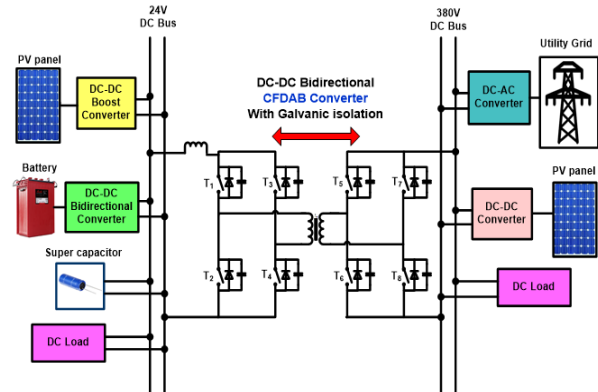 24V
DC Bus
380V
DC Bus
PV panel
DC-DC
Boost
Converter
DC-DC Bidirectional
CFDAB Converter
With Galvanic isolation
DC-AC
Converter
Utility Grid
Battery
DC-DC
Bidirectional
Converter
T1
T3
T5
T7
PV panel
DC-DC
Converter
Super capacitor
T2
T4
T6
T8
DC Load
DC Load